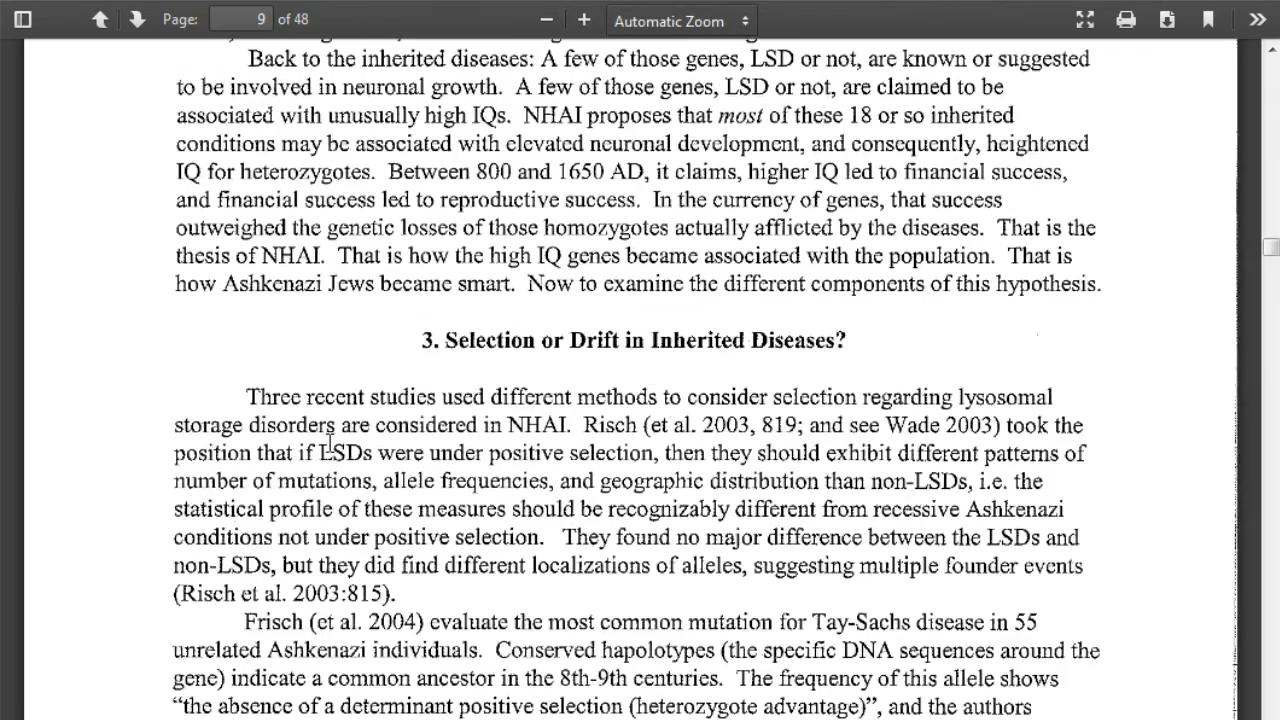 Page: 9 of 48
Automatic Zoom
Back to the inherited diseases: A few of those genes, LSD or not, are known or suggested
to be involved in neuronal growth. A few of those genes, LSD or not, are claimed to be
associated with unusually high IQs. NHAI proposes that most of these 18 or so inherited
conditions may be associated with elevated neuronal development, and consequently, heightened
IQ for heterozygotes. Between 800 and 1650 AD, it claims, higher IQ led to financial success,
and financial success led to reproductive success. In the currency of genes, that success
outweighed the genetic losses of those homozygotes actually afflicted by the diseases. That is the
thesis of NHAI. That is how the high IQ genes became associated with the population. That is
how Ashkenazi Jews became smart. Now to examine the different components of this hypothesis.
3. Selection or Drift in Inherited Diseases?
Three recent studies used different methods to consider selection regarding lysosomal
storage disorders are considered in NHAI. Risch (et al. 2003, 819; and see Wade 2003) took the
position that if LSDs were under positive selection, then they should exhibit different patterns of
number of mutations, allele frequencies, and geographic distribution than non-LSDs, i.e. the
statistical profile of these measures should be recognizably different from recessive Ashkenazi
conditions not under positive selection. They found no major difference between the LSDs and
non-LSDs, but they did find different localizations of alleles, suggesting multiple founder events
(Risch et al. 2003:815).
Frisch (et al. 2004) evaluate the most common mutation for Tay-Sachs disease in 55
unrelated Ashkenazi individuals. Conserved hapolotypes (the specific DNA sequences around the
gene) indicate a common ancestor in the 8th-9th centuries. The frequency of this allele shows
“the absence of a determinant positive selection (heterozygote advantage)”, and the authors